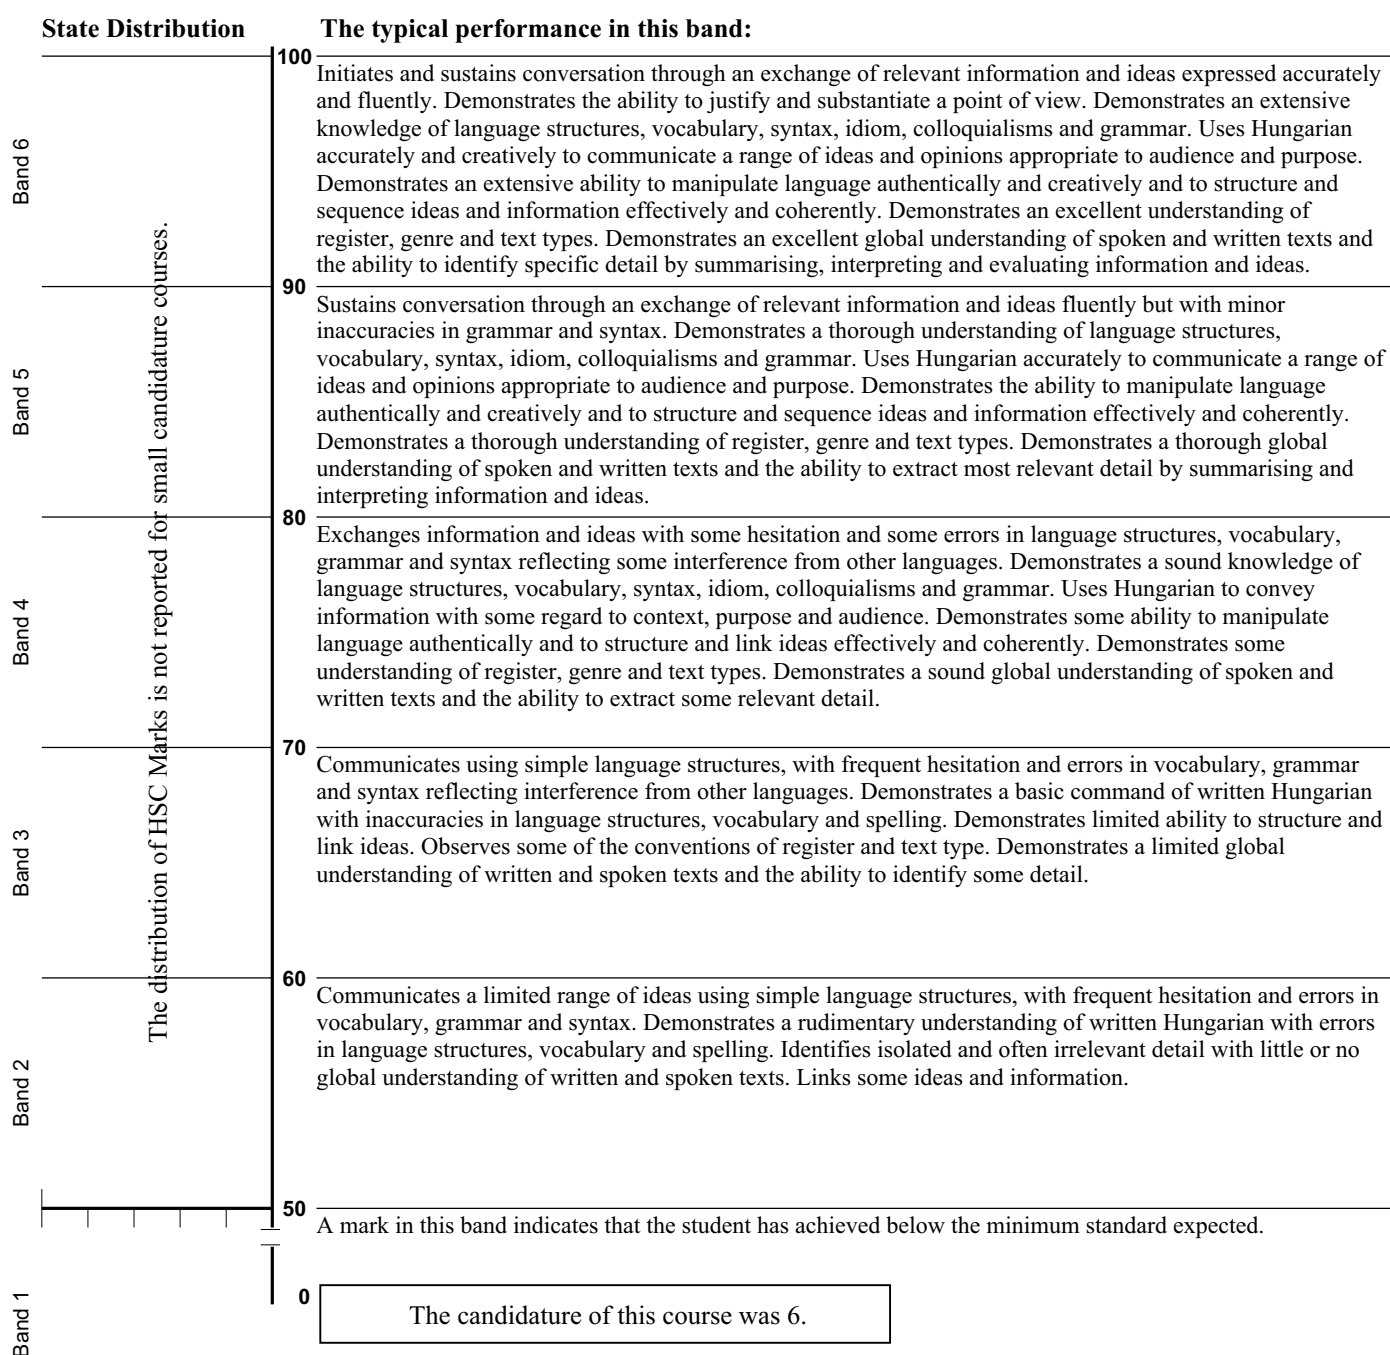 State Distribution
The typical performance in this band:
100
Band 6
Initiates and sustains conversation through an exchange of relevant information and ideas expressed accurately
and fluently. Demonstrates the ability to justify and substantiate a point of view. Demonstrates an extensive
knowledge of language structures, vocabulary, syntax, idiom, colloquialisms and grammar. Uses Hungarian
accurately and creatively to communicate a range of ideas and opinions appropriate to audience and purpose.
Demonstrates an extensive ability to manipulate language authentically and creatively and to structure and
sequence ideas and information effectively and coherently. Demonstrates an excellent understanding of
register, genre and text types. Demonstrates an excellent global understanding of spoken and written texts and
the ability to identify specific detail by summarising, interpreting and evaluating information and ideas.
90
Band 5
Sustains conversation through an exchange of relevant information and ideas fluently but with minor
inaccuracies in grammar and syntax. Demonstrates a thorough understanding of language structures,
vocabulary, syntax, idiom, colloquialisms and grammar. Uses Hungarian accurately to communicate a range of
ideas and opinions appropriate to audience and purpose. Demonstrates the ability to manipulate language
authentically and creatively and to structure and sequence ideas and information effectively and coherently.
Demonstrates a thorough understanding of register, genre and text types. Demonstrates a thorough global
understanding of spoken and written texts and the ability to extract most relevant detail by summarising and
interpreting information and ideas.
80
Band 4
Exchanges information and ideas with some hesitation and some errors in language structures, vocabulary,
grammar and syntax reflecting some interference from other languages. Demonstrates a sound knowledge of
language structures, vocabulary, syntax, idiom, colloquialisms and grammar. Uses Hungarian to convey
information with some regard to context, purpose and audience. Demonstrates some ability to manipulate
language authentically and to structure and link ideas effectively and coherently. Demonstrates some
understanding of register, genre and text types. Demonstrates a sound global understanding of spoken and
written texts and the ability to extract some relevant detail.
70
Band 3
Communicates using simple language structures, with frequent hesitation and errors in vocabulary, grammar
and syntax reflecting interference from other languages. Demonstrates a basic command of written Hungarian
with inaccuracies in language structures, vocabulary and spelling. Demonstrates limited ability to structure and
link ideas. Observes some of the conventions of register and text type. Demonstrates a limited global
understanding of written and spoken texts and the ability to identify some detail.
60
Band 2
Communicates a limited range of ideas using simple language structures, with frequent hesitation and errors in
vocabulary, grammar and syntax. Demonstrates a rudimentary understanding of written Hungarian with errors
in language structures, vocabulary and spelling. Identifies isolated and often irrelevant detail with little or no
global understanding of written and spoken texts. Links some ideas and information.
50
A mark in this band indicates that the student has achieved below the minimum standard expected.
Band 1
0
The candidature of this course was 6.
The distribution of HSC Marks is not reported for small candidature courses.